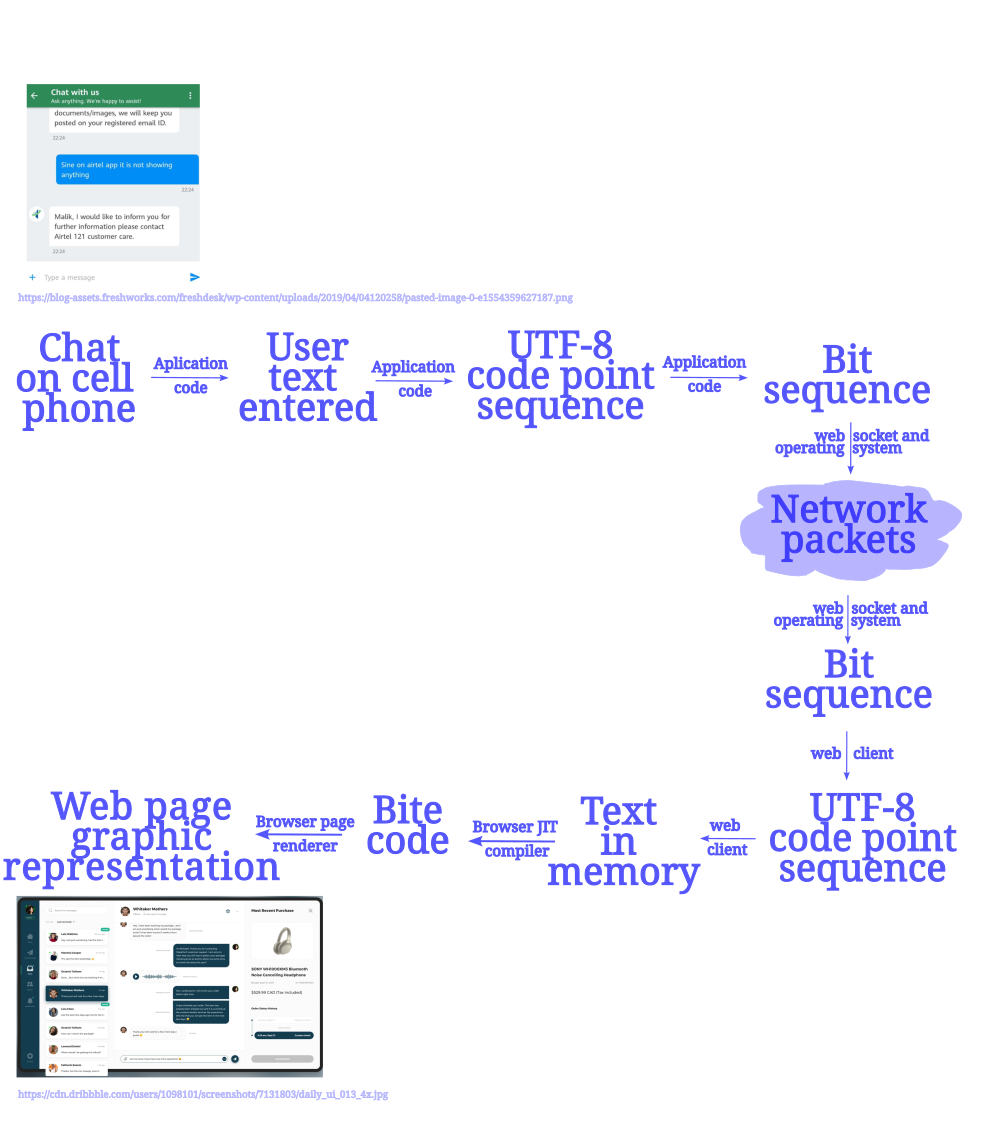 Chat with us
Ask anything. We're happy to assist!
documents/images, we will keep you
posted on your registered email ID.
22:24
Sine on airtel app it is not showing
anything
22:24
Malik, I would like to inform you for
further information please contact
Airtel 121 customer care.
22:24
+ Type a message
https://blog-assets.freshworks.com/freshdesk/wp-content/uploads/2019/04/04120258/pasted-image-0-e1554359627187.png
Chat
on cell
phone
Aplication
code
User
text
entered
Application
code
UTF-8
code point
sequence
Application
code
Bit
sequence
web socket and
operating system
Network
packets
web socket and
operating system
Bit
sequence
web client
UTF-8
code point
sequence
web
client
Text
in
memory
Browser JIT
compiler
Bite
code
Browser page
renderer
Web page
graphic
representation
Whitaker Mathers
Most Recent Purchase
SONY WH1000XM3 Bluetooth
Noise Cancelling Headphone
$529.99 CAD (Tax Included)
Order Status History
https://cdn.dribbble.com/users/1098101/screenshots/7131803/daily_ui_013_4x.jpg